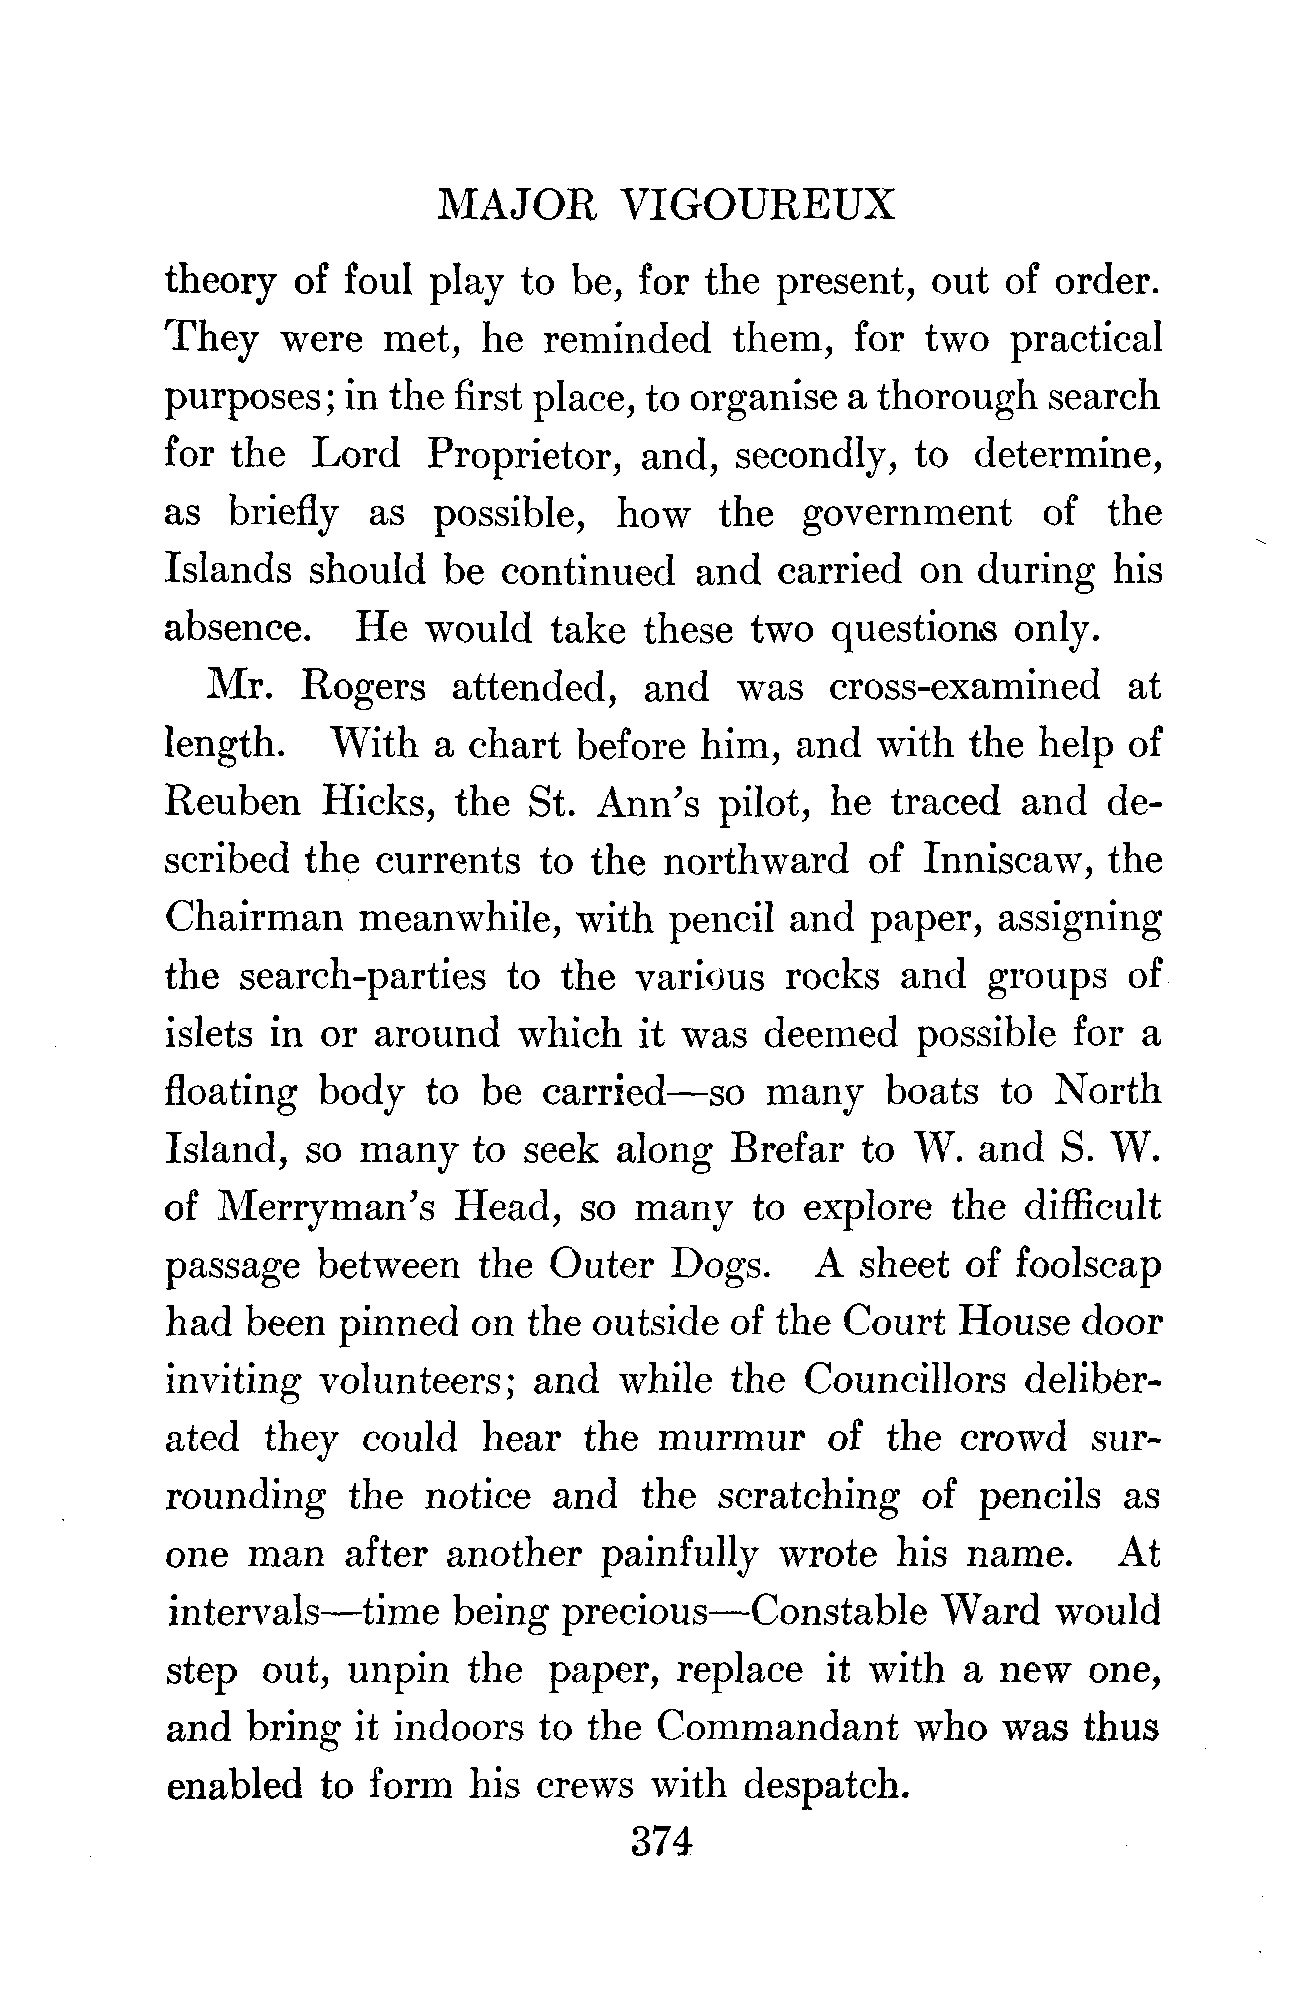 MAJOR VIGOUREUX
theory of foul play to be, for the present, out of order.
They were met, he reminded them, for two practical
purposes; in the first place, to organise a thorough search
for the Lord Proprietor, and, secondly, to determine,
as briefly as possible, how the government of the
Islands should be continued and carried on during his
absence. He would take these two questions only.
Mr. Rogers attended, and was cross-examined at
length. With a chart before him, and with the help of
Reuben Hicks, the St. Ann's pilot, he traced and de-
scribed the currents to the northward of Inniscaw, the
Chairman meanwhile, with pencil and paper, assigning
the search-parties to the various rocks and groups of
islets in or around which it was deemed possible for a
floating body to be carried—so many boats to North
Island, so many to seek along Brefar to W. and S. W.
of Merryman's Head, so many to explore the difficult
passage between the Outer Dogs. A sheet of foolscap
had been pinned on the outside of the Court House door
inviting volunteers; and while the Councillors deliber-
ated they could hear the murmur of the crowd sur-
rounding the notice and the scratching of pencils as
one man after another painfully wrote his name. At
intervals—time being precious—Constable Ward would
step out, unpin the paper, replace it with a new one,
and bring it indoors to the Commandant who was thus
enabled to form his crews with despatch.
374